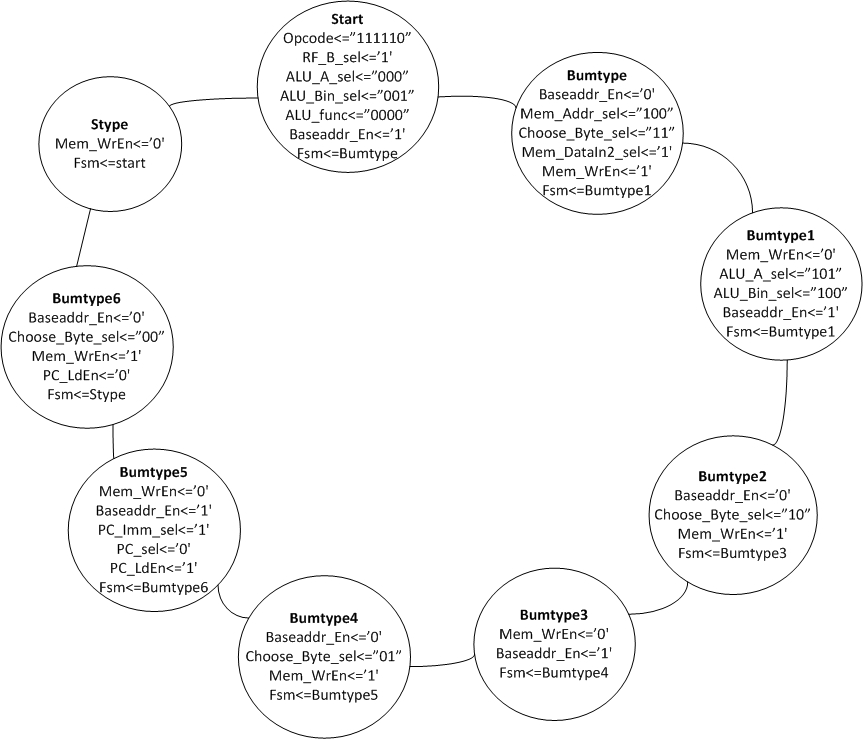 Start
Opcode<="111110”
RF_B_sel<='1'
ALU_A_sel<=”000”
ALU_Bin_sel<=”001”
ALU_func<=”0000”
Baseaddr_En<='1'
Fsm<=Bumtype
Bumtype
Baseaddr_En<='0'
Mem_Addr_sel<=”100”
Choose_Byte_sel<=”11”
Mem_DataIn2_sel<='1'
Mem_WrEn<='1'
Fsm<=Bumtype1
Bumtype1
Mem_WrEn<='0'
ALU_A_sel<=”101”
ALU_Bin_sel<=”100”
Baseaddr_En<='1'
Fsm<=Bumtype1
Bumtype2
Baseaddr_En<='0'
Choose_Byte_sel<=”10”
Mem_WrEn<='1'
Fsm<=Bumtype3
Bumtype3
Mem_WrEn<='0'
Baseaddr_En<='1'
Fsm<=Bumtype4
Bumtype4
Baseaddr_En<='0'
Choose_Byte_sel<=”01”
Mem_WrEn<='1'
Fsm<=Bumtype5
Bumtype5
Mem_WrEn<='0'
Baseaddr_En<='1'
PC_Imm_sel<='1'
PC_sel<='0'
PC_LdEn<='1'
Fsm<=Bumtype6
Bumtype6
Baseaddr_En<='0'
Choose_Byte_sel<=”00”
Mem_WrEn<='1'
PC_LdEn<='0'
Fsm<=Stype
Stype
Mem_WrEn<='0'
Fsm<=start